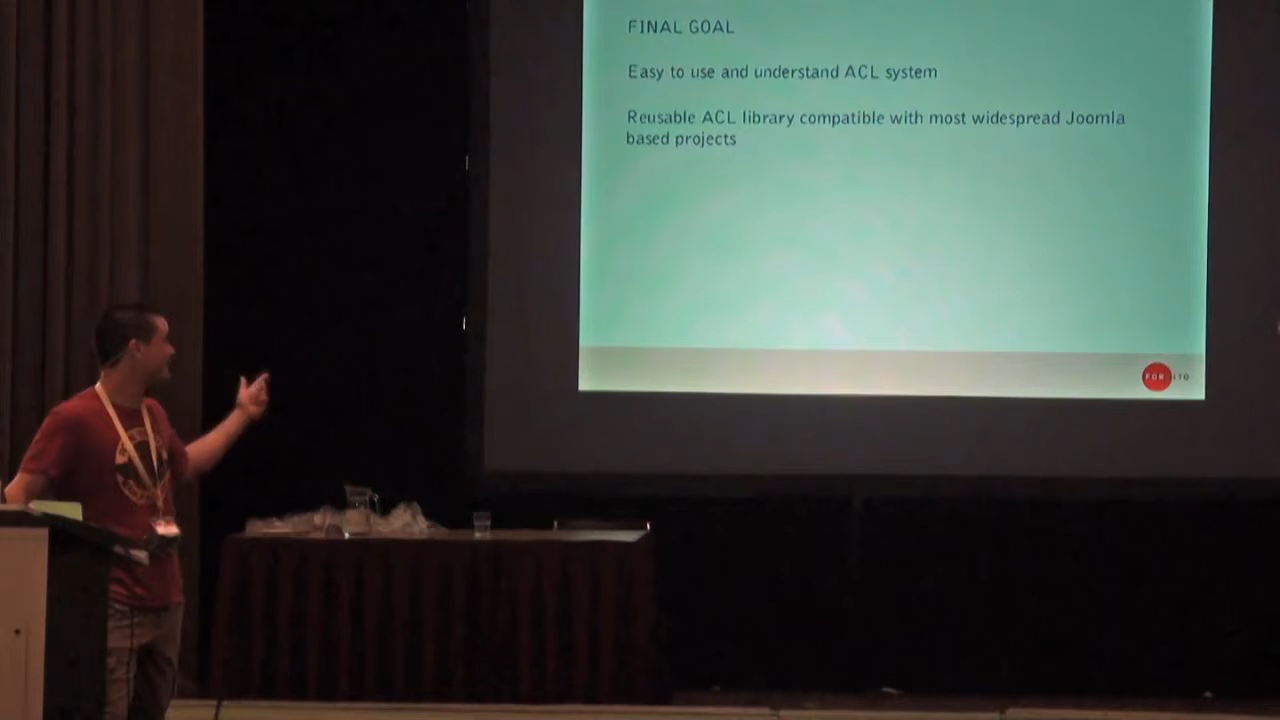 FINAL GOAL
Easy to use and understand ACL system
Reusable ACL library compatible with most widespread Joomla
based projects
FOR